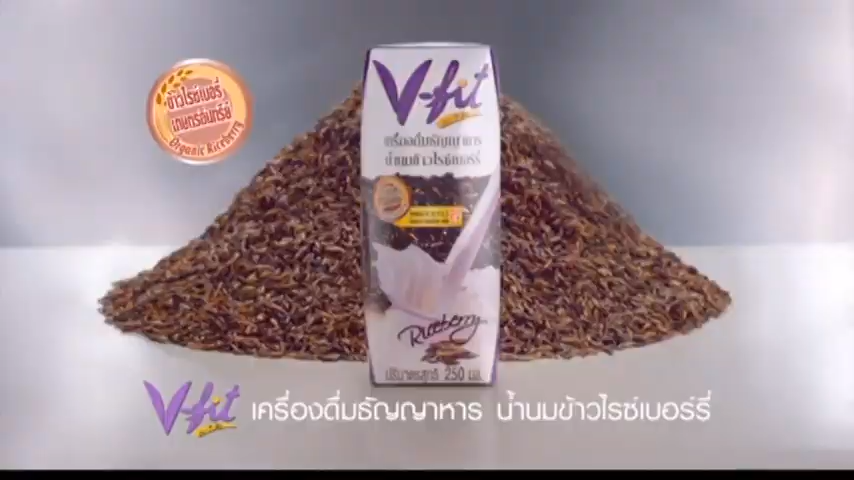 ข้าวไรซ์เบอรี่
เกษตรอินทรีย์
Organic Riceberry
V-fit
เครื่องดื่มธัญญาหาร
น้ำนมข้าวไรซ์เบอร์รี่
Riceberry
ปริมาตรสุทธิ 250 มล.
V-fit เครื่องดื่มธัญญาหาร น้ำนมข้าวไรซ์เบอร์รี่